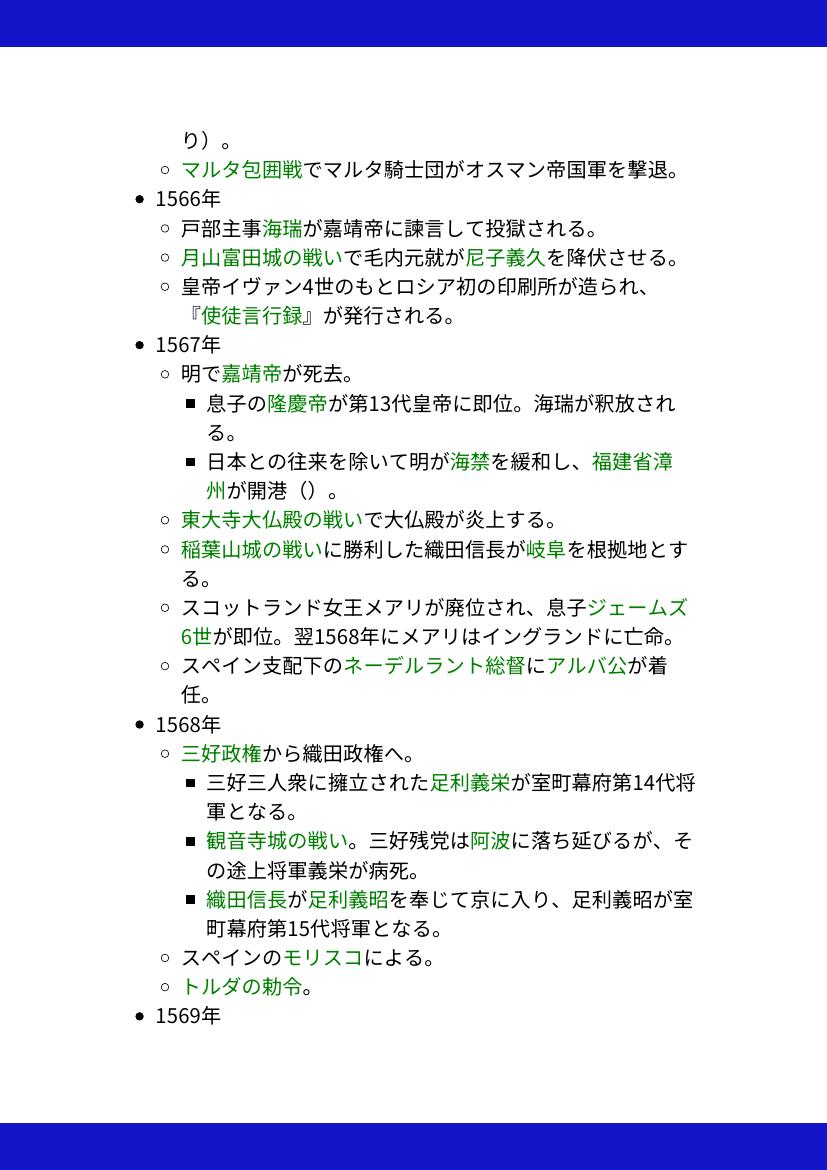 り）。
マルタ包囲戦でマルタ騎士団がオスマン帝国軍を撃退。
1566年
戸部主事海瑞が嘉靖帝に諫言して投獄される。
月山富田城の戦いで毛内元就が尼子義久を降伏させる。
皇帝イヴァン4世のもとロシア初の印刷所が造られ、
『使徒言行録』が発行される。
1567年
明で嘉靖帝が死去。
息子の隆慶帝が第13代皇帝に即位。海瑞が釈放され
る。
日本との往来を除いて明が海禁を緩和し、福建省漳
州が開港（）。
東大寺大仏殿の戦いで大仏殿が炎上する。
稲葉山城の戦いに勝利した織田信長が岐阜を根拠地とす
る。
スコットランド女王メアリが廃位され、息子ジェームズ
6世が即位。翌1568年にメアリはイングランドに亡命。
スペイン支配下のネーデルラント総督にアルバ公が着
任。
1568年
三好政権から織田政権へ。
三好三人衆に擁立された足利義栄が室町幕府第14代将
軍となる。
観音寺城の戦い。三好残党は阿波に落ち延びるが、そ
の途上将軍義栄が病死。
織田信長が足利義昭を奉じて京に入り、足利義昭が室
町幕府第15代将軍となる。
スペインのモリスコによる。
トルダの勅令。
1569年